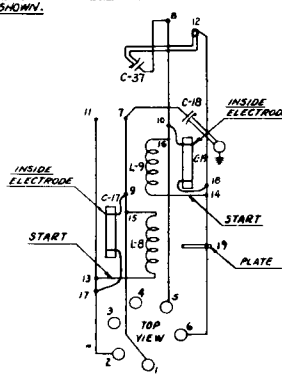 SHOWN.
8
12
C-37
11
7
C-18
INSIDE
ELECTRODE
10
16
L-9
C-19
INSIDE
ELECTRODE
C-17
9
18
14
START
15
START
L-8
19
PLATE
13
17
4
5
3
TOP
VIEW
6
2
1